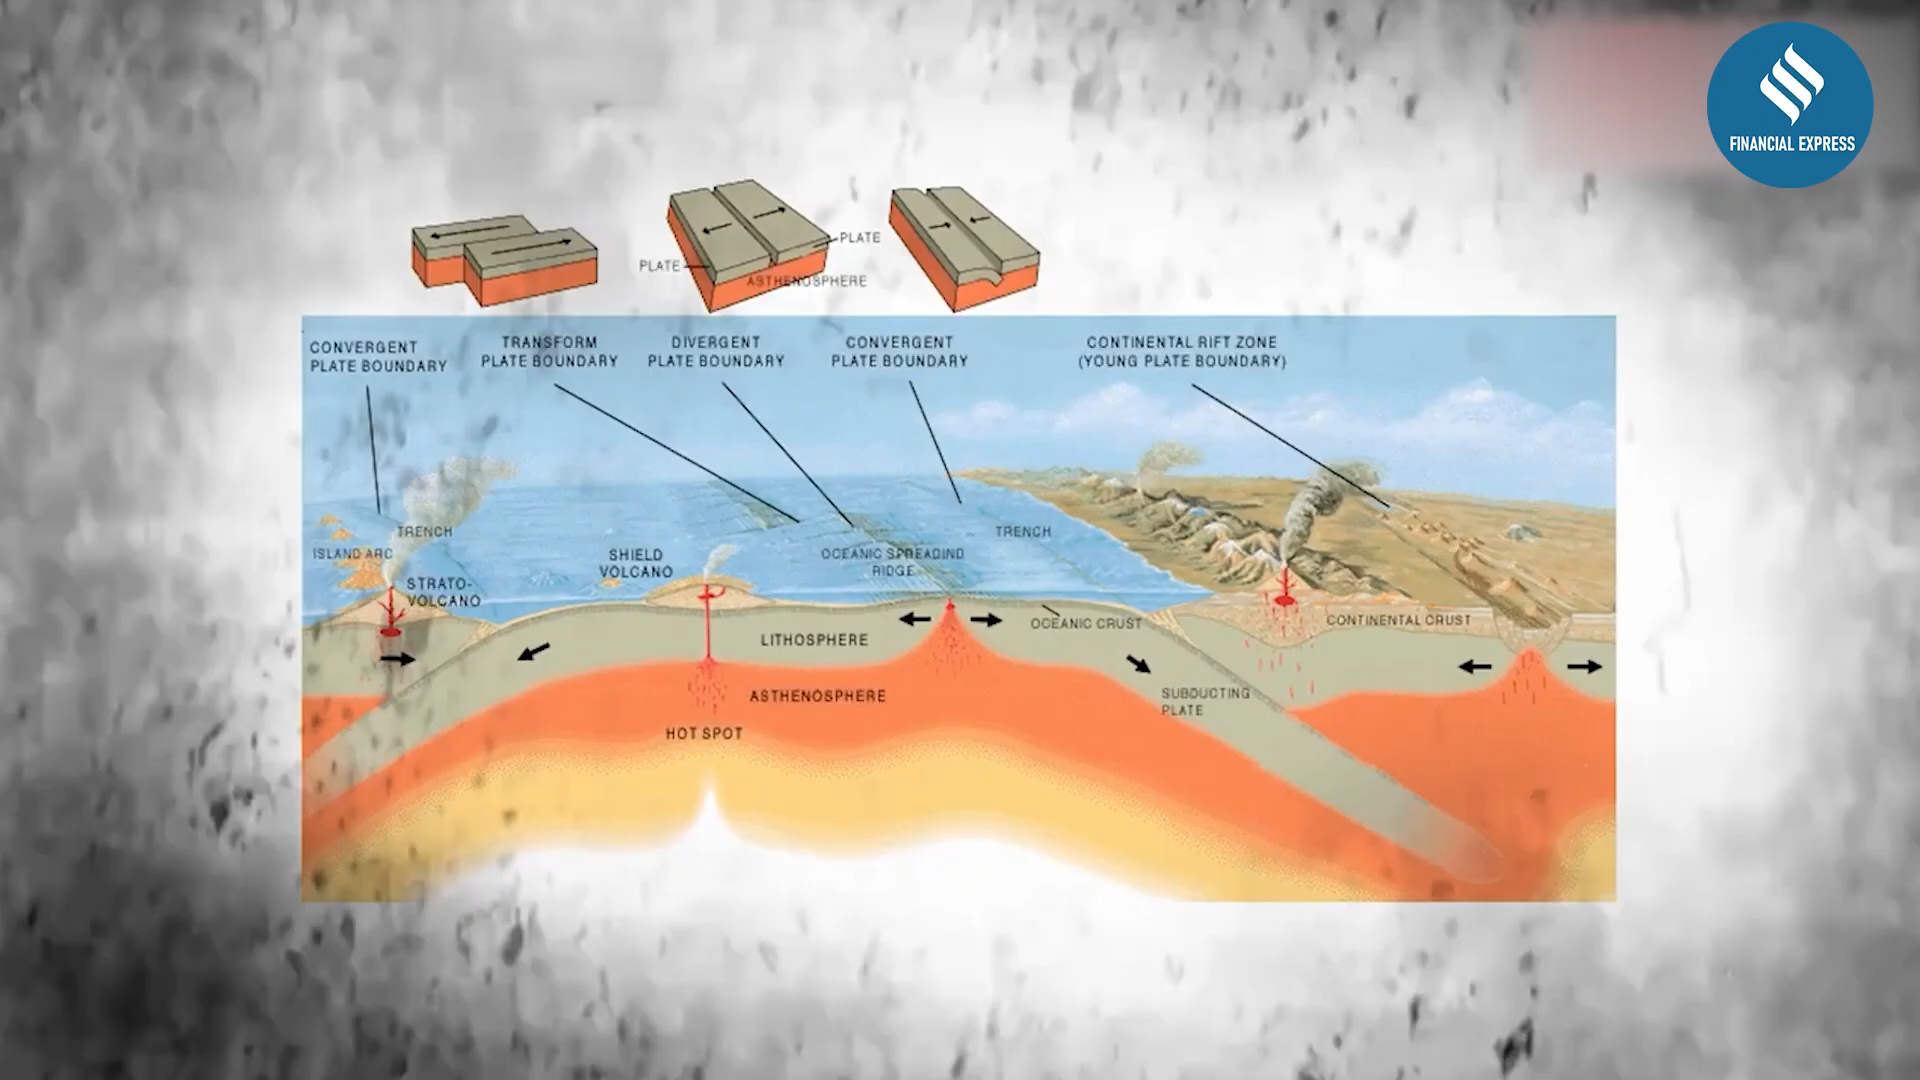 FINANCIAL EXPRESS
PLATE
PLATE
ASTHENOSPHERE
CONVERGENT
PLATE BOUNDARY
TRANSFORM
PLATE BOUNDARY
DIVERGENT
PLATE BOUNDARY
CONVERGENT
PLATE BOUNDARY
CONTINENTAL RIFT ZONE
(YOUNG PLATE BOUNDARY)
TRENCH
ISLAND ARC
STRATO-
VOLCANO
SHIELD
VOLCANO
OCEANIC SPREADING
RIDGE
TRENCH
LITHOSPHERE
OCEANIC CRUST
CONTINENTAL CRUST
ASTHENOSPHERE
SUBDUCTING
PLATE
HOT SPOT